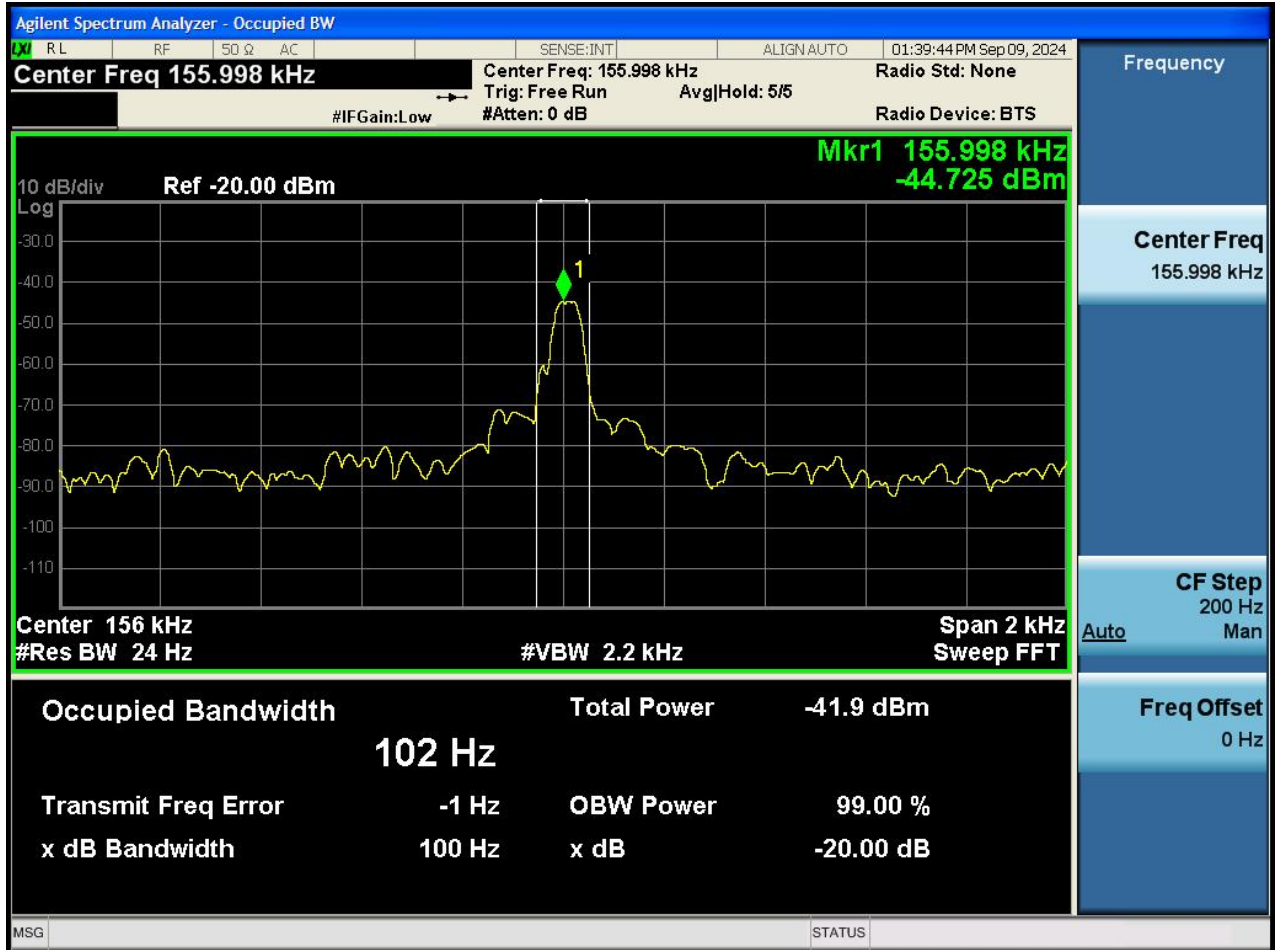 Agilent Spectrum Analyzer - Occupied BW
LXI RL RF 50 Ω AC SENSE:INT ALIGN AUTO 01:39:44 PM Sep 09, 2024
Center Freq 155.998 kHz
Center Freq: 155.998 kHz
Radio Std: None
Trig: Free Run Avg|Hold: 5/5
#IFGain:Low
#Atten: 0 dB
Radio Device: BTS
Mkr1 155.998 kHz
-44.725 dBm
10 dB/div Ref -20.00 dBm
Log
-30.0
1
-40.0
-50.0
-60.0
-70.0
-80.0
-90.0
-100
-110
Center 156 kHz
Span 2 kHz
#Res BW 24 Hz
#VBW 2.2 kHz
Sweep FFT
Occupied Bandwidth
Total Power -41.9 dBm
102 Hz
Transmit Freq Error -1 Hz
OBW Power 99.00 %
x dB Bandwidth 100 Hz
x dB -20.00 dB
Frequency
Center Freq
155.998 kHz
CF Step
200 Hz
Auto Man
Freq Offset
0 Hz
MSG
STATUS